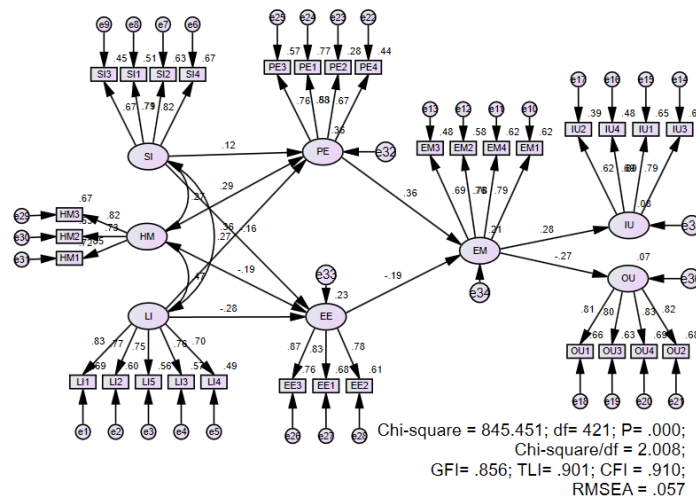 e9 e8 e7 e6
.45 .51 .63 .67
SI3 SI1 SI2 SI4
.67 .82
SI
e25 e24 e23 e22
.57 .77 .28 .44
PE3 PE1 PE2 PE4
.76 .67
.36
PE
e32
e13 e12 e11 e10
.48 .58 .62 .62
EM3 EM2 EM4 EM1
.69 .79
.21
EM
e34
e17 e16 e15 e14
.39 .48 .65
IU2 IU4 IU1 IU3
.62 .79
.08
IU
.12
.29
.36
.27
.27
.16
.47
-.19
-.28
.36
-.19
.28
-.27
e29 HM3 .67 .82
e30 HM2 .73
e31 HM1
HM
LI
.83 .77 .75 .76 .70
.69 .60 .56 .57 .49
LI1 LI2 LI5 LI3 LI4
e1 e2 e3 e4 e5
e33
.23
EE
.87 .83 .78
.76 .68 .61
EE3 EE1 EE2
e26 e27 e28
.07
OU
.81 .80 .83 .82
.66 .63 .69 .68
OU1 OU3 OU4 OU2
e18 e19 e20 e21
Chi-square = 845.451; df= 421; P= .000;
Chi-square/df = 2.008;
GFI= .856; TLI= .901; CFI= .910;
RMSEA = .057